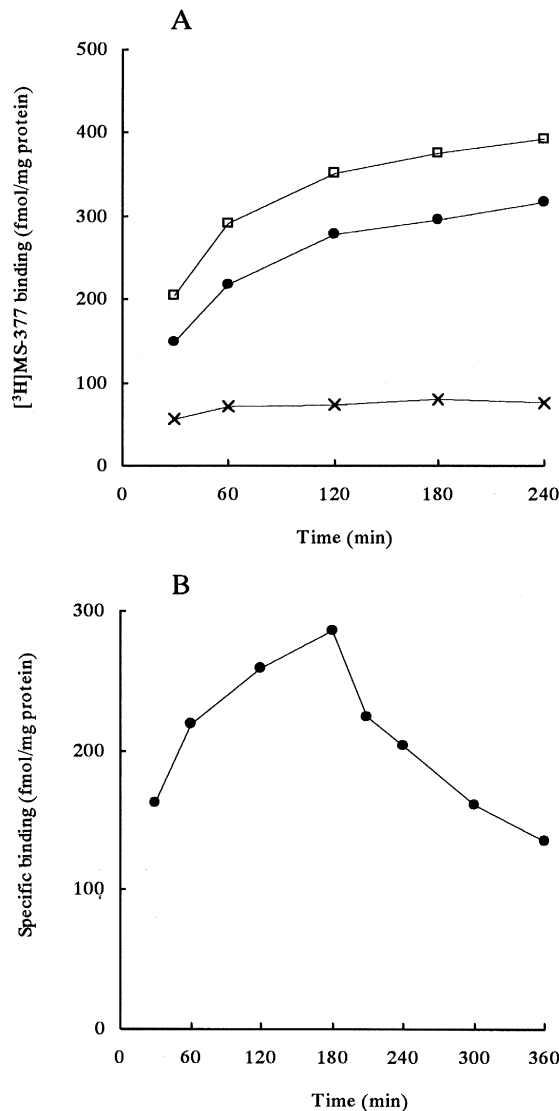 A
500
400
300
200
100
0
[³H]MS-377 binding (fmol/mg protein)
0 60 120 180 240
Time (min)
B
300
200
100
0
Specific binding (fmol/mg protein)
0 60 120 180 240 300 360
Time (min)